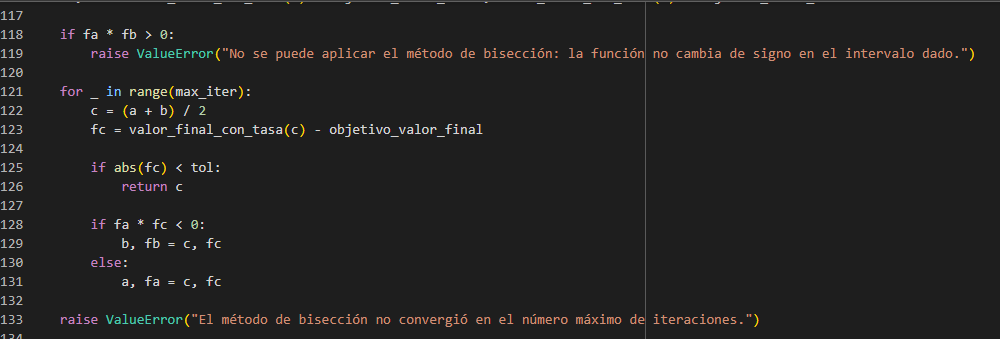 117
118 if fa * fb > 0:
119 raise ValueError("No se puede aplicar el método de bisección: la función no cambia de signo en el intervalo dado.")
120
121 for _ in range(max_iter):
122 c = (a + b) / 2
123 fc = valor_final_con_tasa(c) - objetivo_valor_final
124
125 if abs(fc) < tol:
126 return c
127
128 if fa * fc < 0:
129 b, fb = c, fc
130 else:
131 a, fa = c, fc
132
133 raise ValueError("El método de bisección no convergió en el número máximo de iteraciones.")